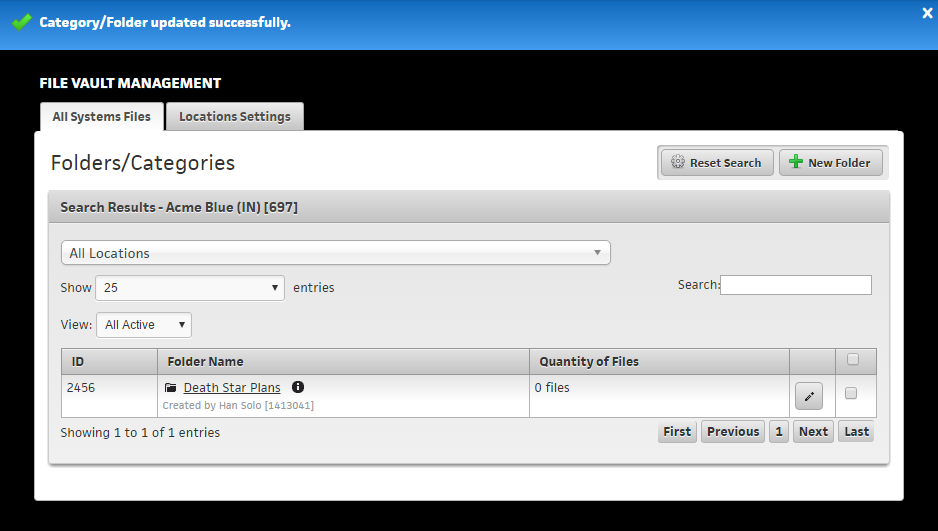 Category/Folder updated successfully.
FILE VAULT MANAGEMENT
All Systems Files
Locations Settings
Folders/Categories
Reset Search
New Folder
Search Results - Acme Blue (IN) [697]
All Locations
Show 25 entries
Search:
View: All Active
ID Folder Name Quantity of Files
2456 Death Star Plans 0 files
Created by Han Solo [1413041]
Showing 1 to 1 of 1 entries
First Previous 1 Next Last